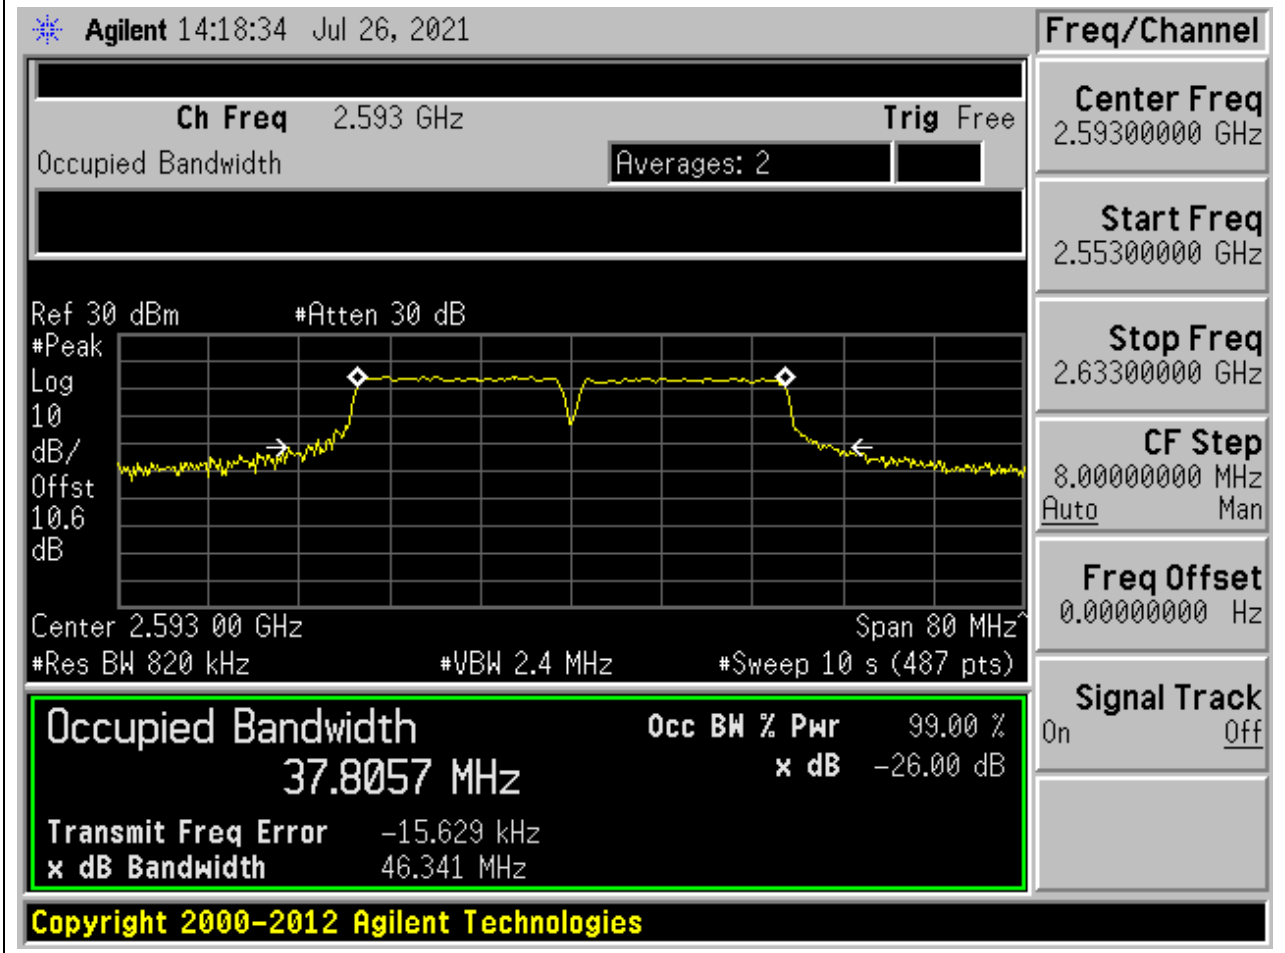 Agilent 14:18:34 Jul 26, 2021
Freq/Channel
Ch Freq 2.593 GHz Trig Free
Occupied Bandwidth Averages: 2
Ref 30 dBm #Atten 30 dB
#Peak
Log
10
dB/
Offst
10.6
dB
Center 2.593 00 GHz Span 80 MHz^
#Res BW 820 kHz #VBW 2.4 MHz #Sweep 10 s (487 pts)
Occupied Bandwidth Occ BW % Pwr 99.00 %
37.8057 MHz x dB -26.00 dB
Transmit Freq Error -15.629 kHz
x dB Bandwidth 46.341 MHz
Copyright 2000-2012 Agilent Technologies
Center Freq
2.59300000 GHz
Start Freq
2.55300000 GHz
Stop Freq
2.63300000 GHz
CF Step
8.00000000 MHz
Auto Man
Freq Offset
0.00000000 Hz
Signal Track
On Off